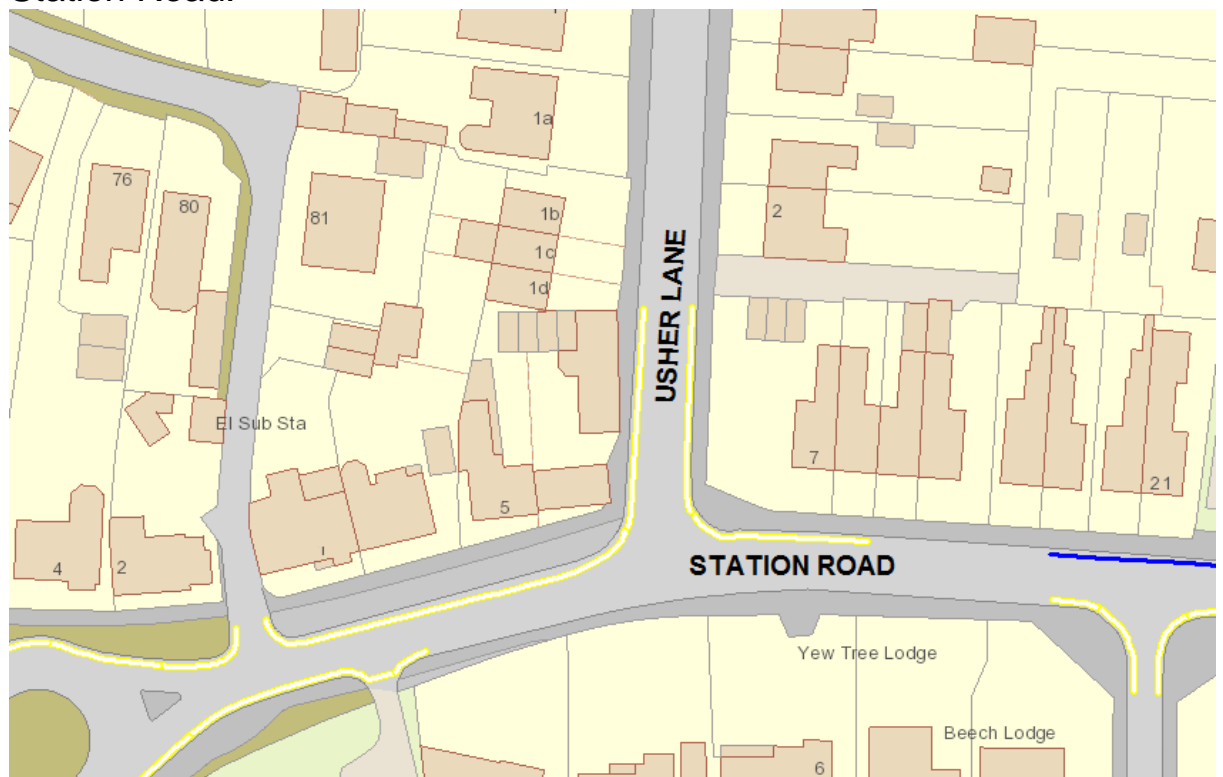 Station Road.
1a
76
80
81
1b
2
1c
1d
USHER LANE
El Sub Sta
7
21
5
1
4
2
STATION ROAD
Yew Tree Lodge
Beech Lodge
6